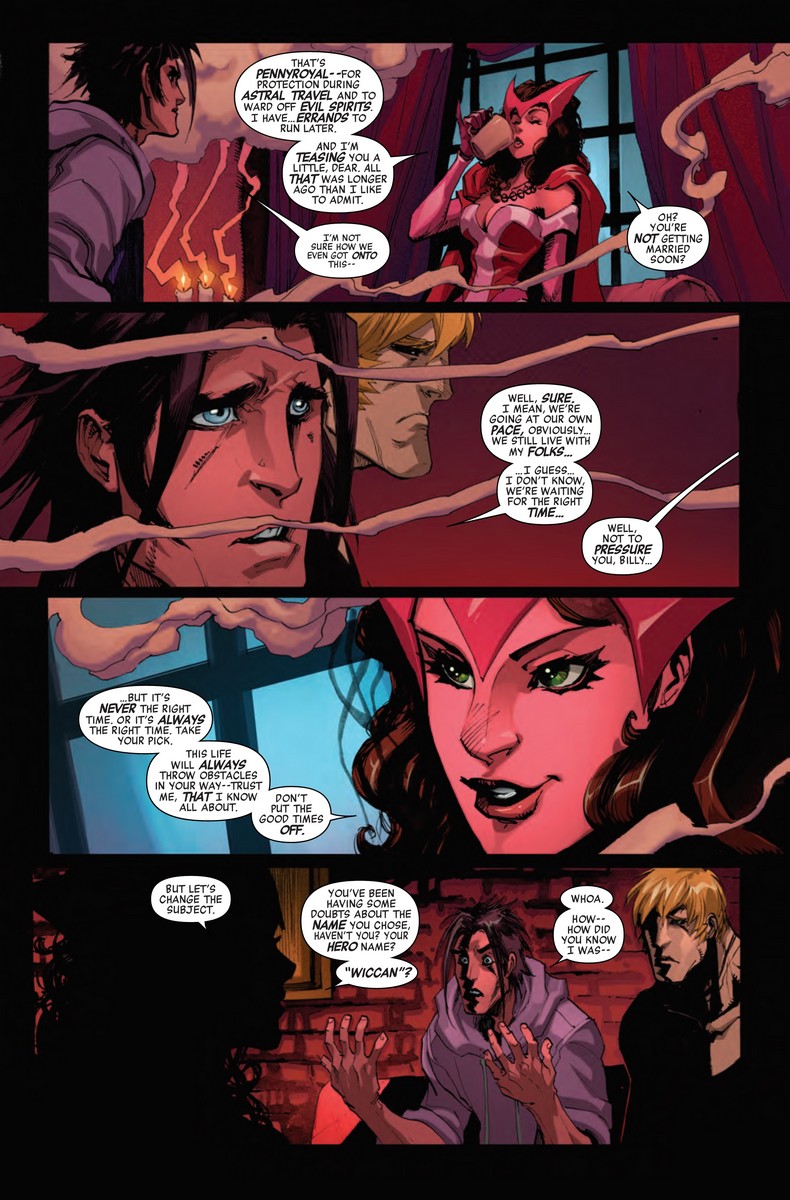 THAT'S
PENNYROYAL--FOR
PROTECTION DURING
ASTRAL TRAVEL AND TO
WARD OFF EVIL SPIRITS.
I HAVE...ERRANDS TO
RUN LATER.
AND I'M
TEASING YOU A
LITTLE, DEAR. ALL
THAT WAS LONGER
AGO THAN I LIKE
TO ADMIT.
I'M NOT
SURE HOW WE
EVEN GOT ONTO
THIS--
OH?
YOU'RE
NOT GETTING
MARRIED
SOON?
WELL, SURE.
I MEAN, WE'RE
GOING AT OUR OWN
PACE, OBVIOUSLY...
WE STILL LIVE WITH
MY FOLKS...
...I GUESS...
I DON'T KNOW,
WE'RE WAITING
FOR THE RIGHT
TIME...
WELL,
NOT TO
PRESSURE
YOU, BILLY...
...BUT IT'S
NEVER THE RIGHT
TIME. OR IT'S ALWAYS
THE RIGHT TIME. TAKE
YOUR PICK.
THIS LIFE
WILL ALWAYS
THROW OBSTACLES
IN YOUR WAY--TRUST
ME, THAT I KNOW
ALL ABOUT.
DON'T
PUT THE
GOOD TIMES
OFF.
BUT LET'S
CHANGE THE
SUBJECT.
YOU'VE BEEN
HAVING SOME
DOUBTS ABOUT THE
NAME YOU CHOSE,
HAVEN'T YOU? YOUR
HERO NAME?
"WICCAN"?
WHOA.
HOW--
HOW DID
YOU KNOW
I WAS--